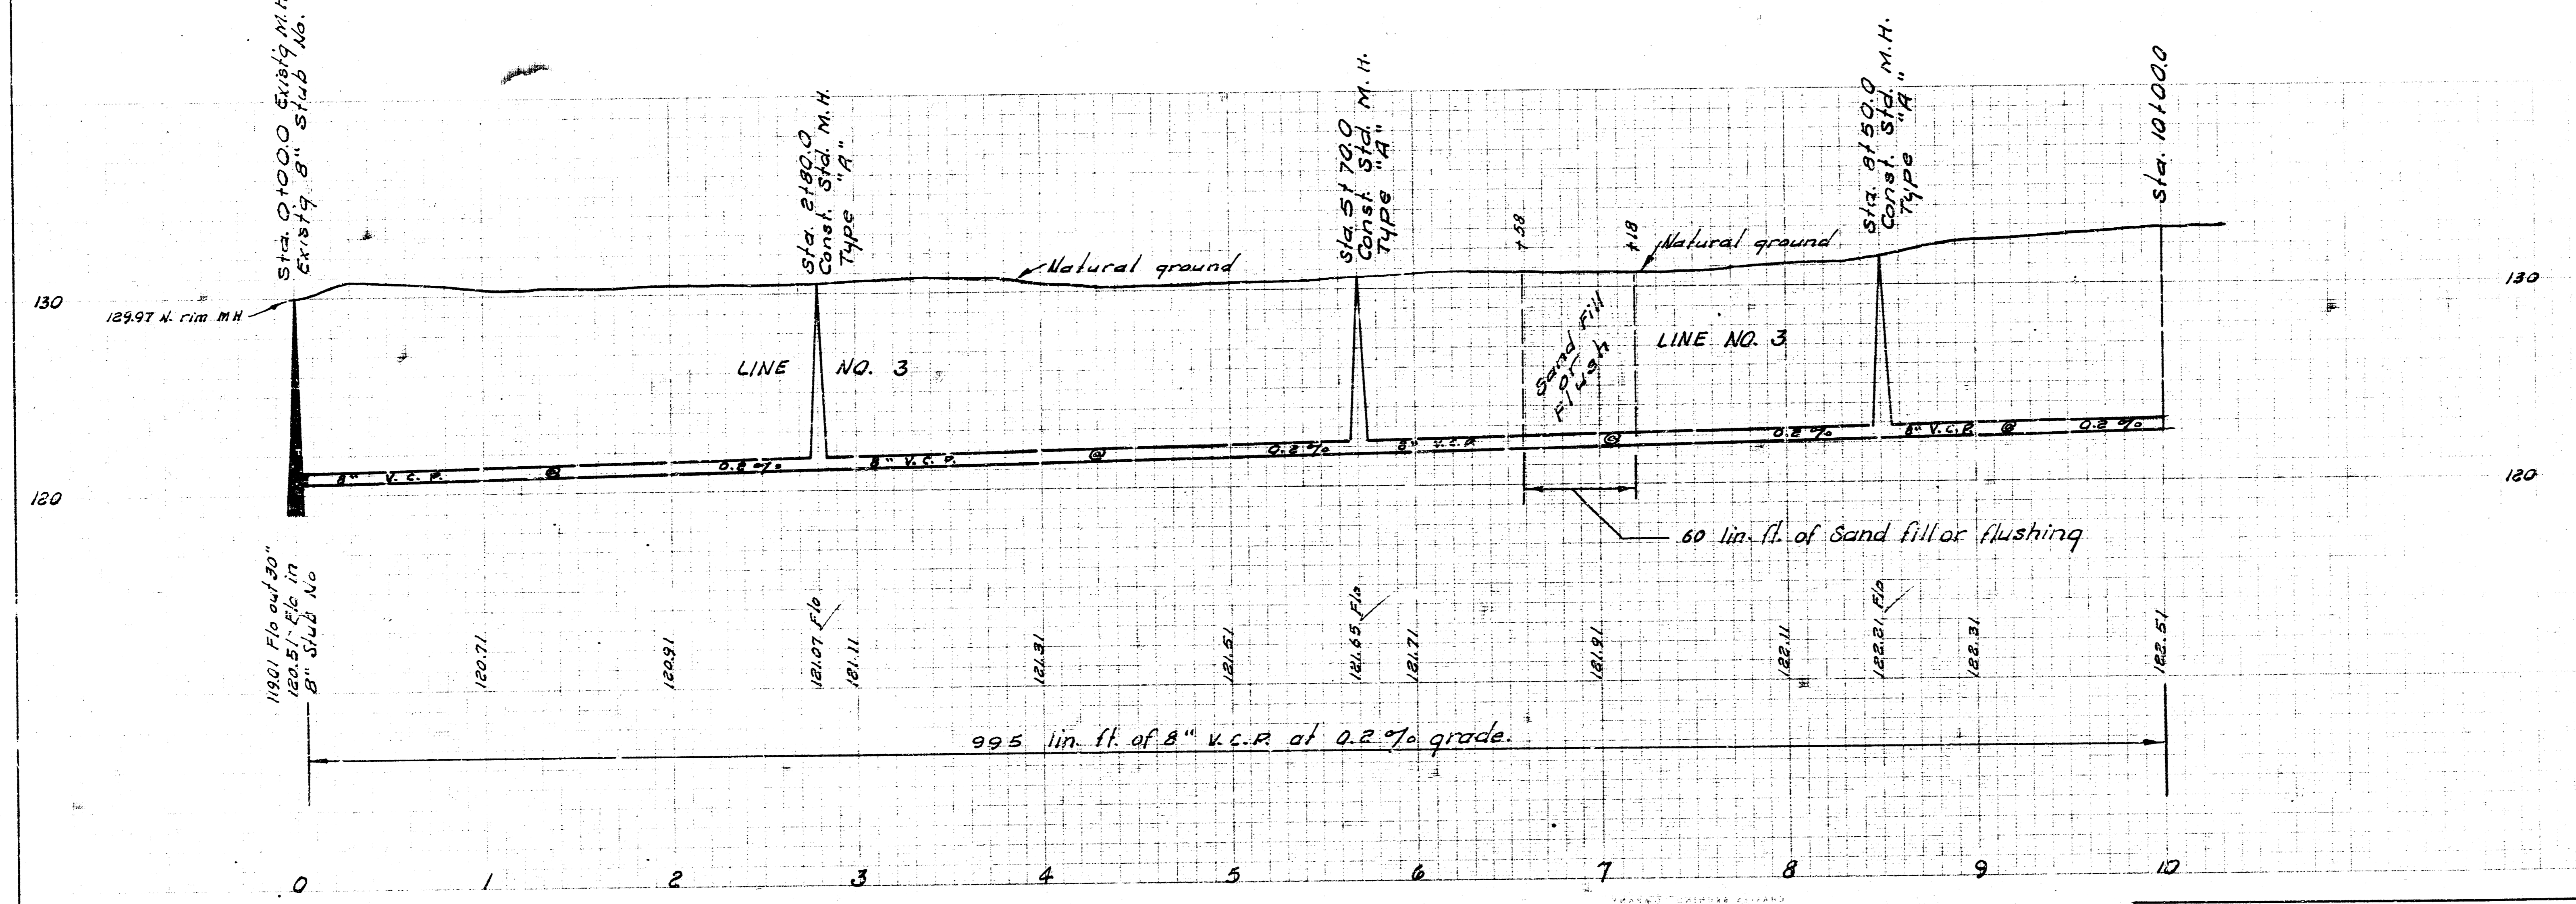 Sta. 0+00.0 Exist'g M.H.
Exist'g 8" Stub No.
Sta. 2+80.0
Const. Std. M.H.
Type "A"
Sta. 5+70.0
Const. Std. M.H.
Type "A"
+58
+18
Sta. 8+50.0
Const. Std. M.H.
Type "A"
Sta. 10+00.0
Natural ground
Natural ground
130
130
129.97 N. rim MH
LINE NO. 3
Sand Fill
or
Flush
LINE NO. 3
8" V.C.P. @ 0.2%
8" V.C.P. @ 0.2%
8" V.C.P. @ 0.2%
8" V.C.P. @ 0.2%
120
120
60 lin. ft. of Sand fill or flushing
119.01 Flo out 30"
120.51 Flo in
8" Stub No
120.71
120.91
121.07 Flo
121.11
121.31
121.51
121.65 Flo
121.71
121.91
122.11
122.21 Flo
122.31
122.51
995 lin. ft. of 8" V.C.P. at 0.2% grade.
0 1 2 3 4 5 6 7 8 9 10